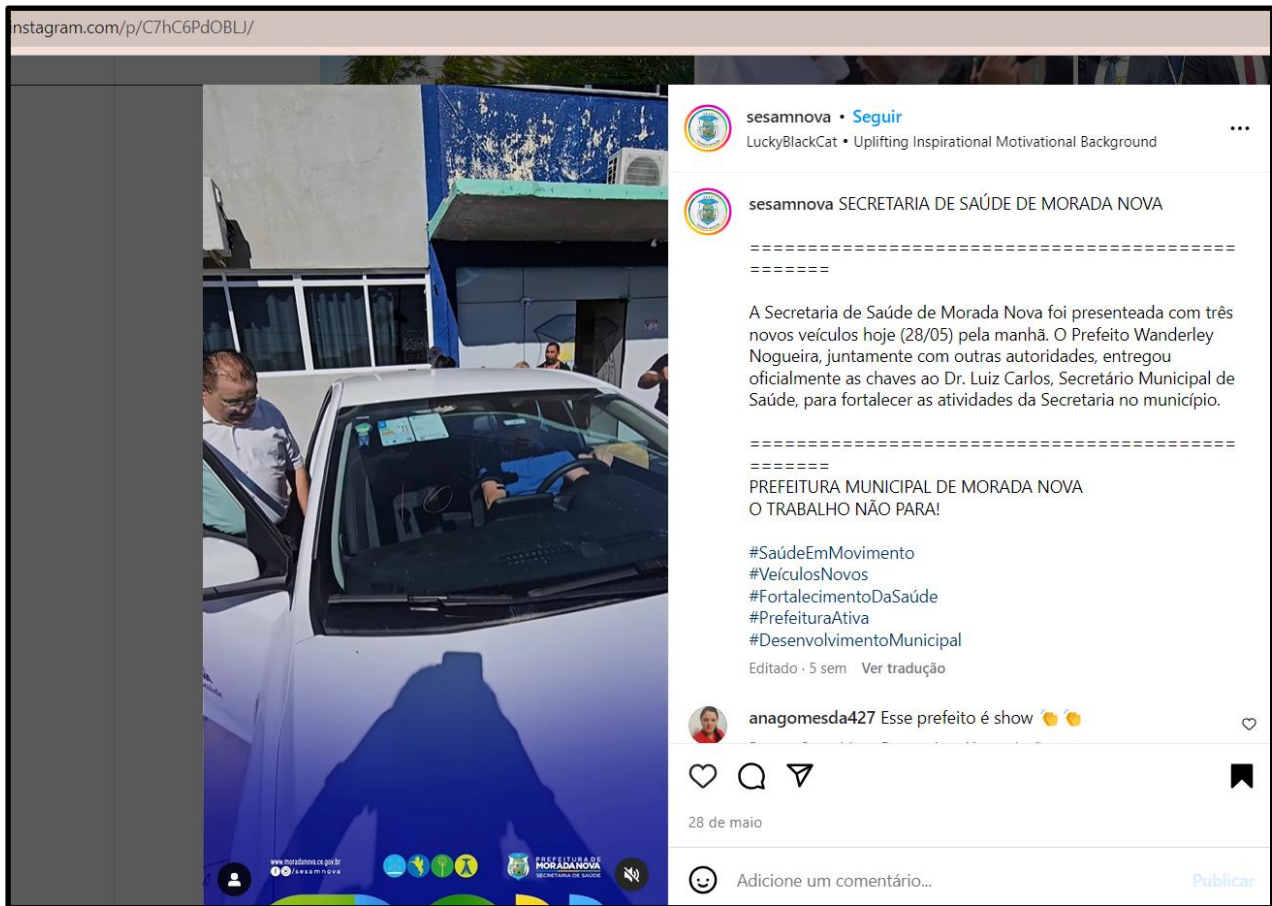 instagram.com/p/C7hC6PdOBLJ/
sesamnova • Seguir
LuckyBlackCat • Uplifting Inspirational Motivational Background
sesamnova SECRETARIA DE SAÚDE DE MORADA NOVA
==========================================
=======
A Secretaria de Saúde de Morada Nova foi presenteada com três
novos veículos hoje (28/05) pela manhã. O Prefeito Wanderley
Nogueira, juntamente com outras autoridades, entregou
oficialmente as chaves ao Dr. Luiz Carlos, Secretário Municipal de
Saúde, para fortalecer as atividades da Secretaria no município.
==========================================
=======
PREFEITURA MUNICIPAL DE MORADA NOVA
O TRABALHO NÃO PARA!
#SaúdeEmMovimento
#VeículosNovos
#FortalecimentoDaSaúde
#PrefeituraAtiva
#DesenvolvimentoMunicipal
Editado · 5 sem Ver tradução
anagomesda427 Esse prefeito é show 👏 👏
28 de maio
Adicione um comentário...
Publicar
www.moradanova.ce.gov.br
/sesamnova
PREFEITURA DE
MORADA NOVA
SECRETARIA DE SAÚDE